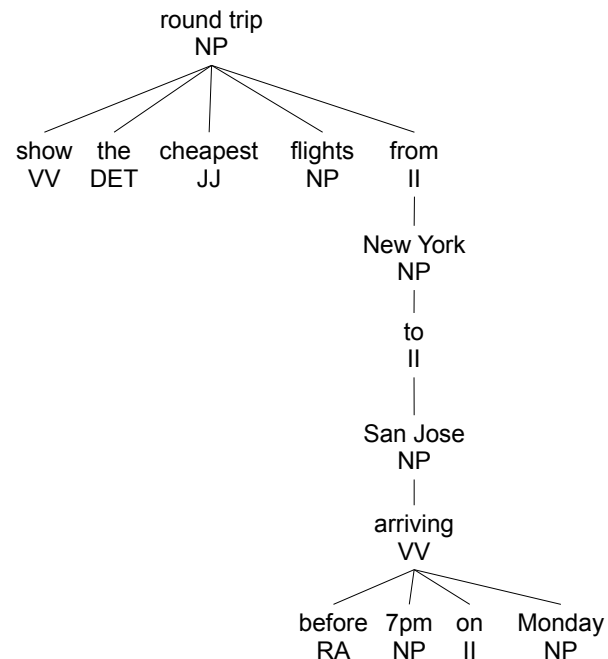 round trip
NP
show the cheapest flights from
VV DET JJ NP II
New York
NP
to
II
San Jose
NP
arriving
VV
before 7pm on Monday
RA NP II NP